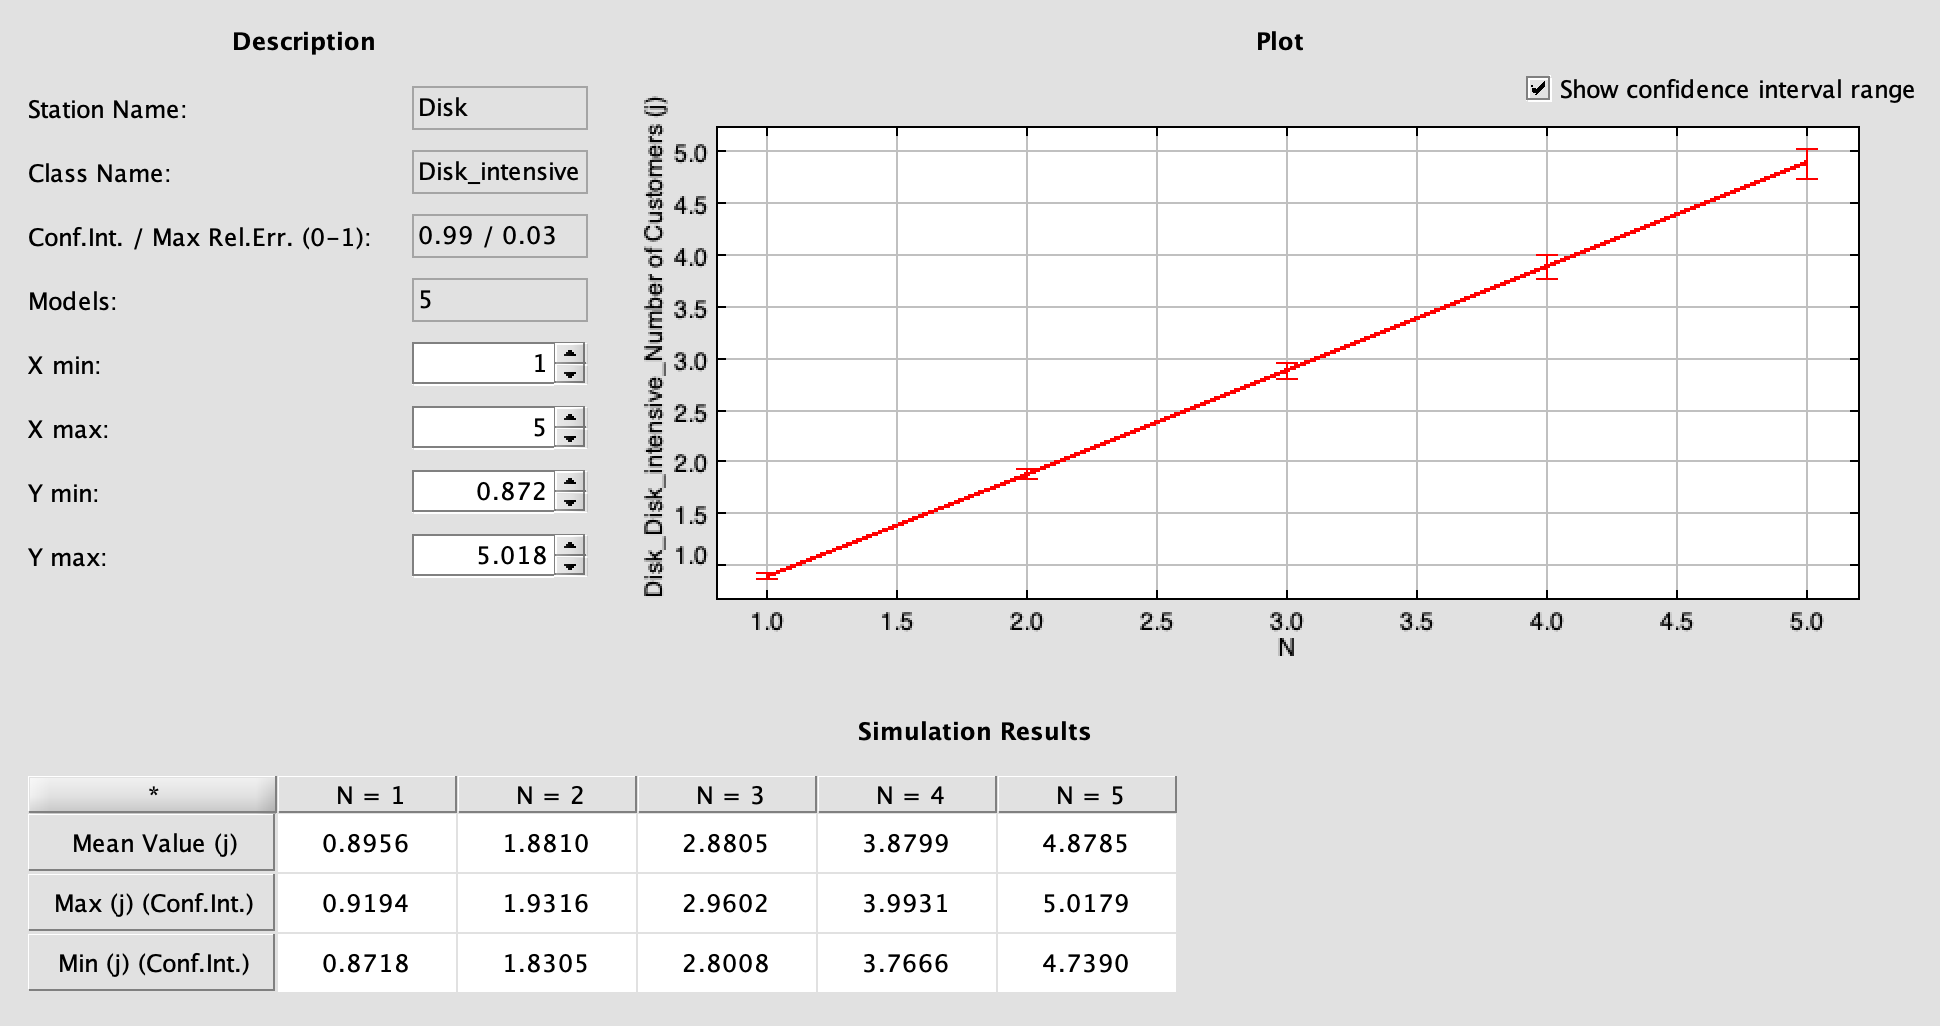 Description
Station Name: Disk
Class Name: Disk_intensive
Conf.Int. / Max Rel.Err. (0-1): 0.99 / 0.03
Models: 5
X min: 1
X max: 5
Y min: 0.872
Y max: 5.018
Plot
Show confidence interval range
Disk_Disk_intensive_Number of Customers (j)
5.0
4.5
4.0
3.5
3.0
2.5
2.0
1.5
1.0
1.0 1.5 2.0 2.5 3.0 3.5 4.0 4.5 5.0
N
Simulation Results
* N = 1 N = 2 N = 3 N = 4 N = 5
Mean Value (j) 0.8956 1.8810 2.8805 3.8799 4.8785
Max (j) (Conf.Int.) 0.9194 1.9316 2.9602 3.9931 5.0179
Min (j) (Conf.Int.) 0.8718 1.8305 2.8008 3.7666 4.7390